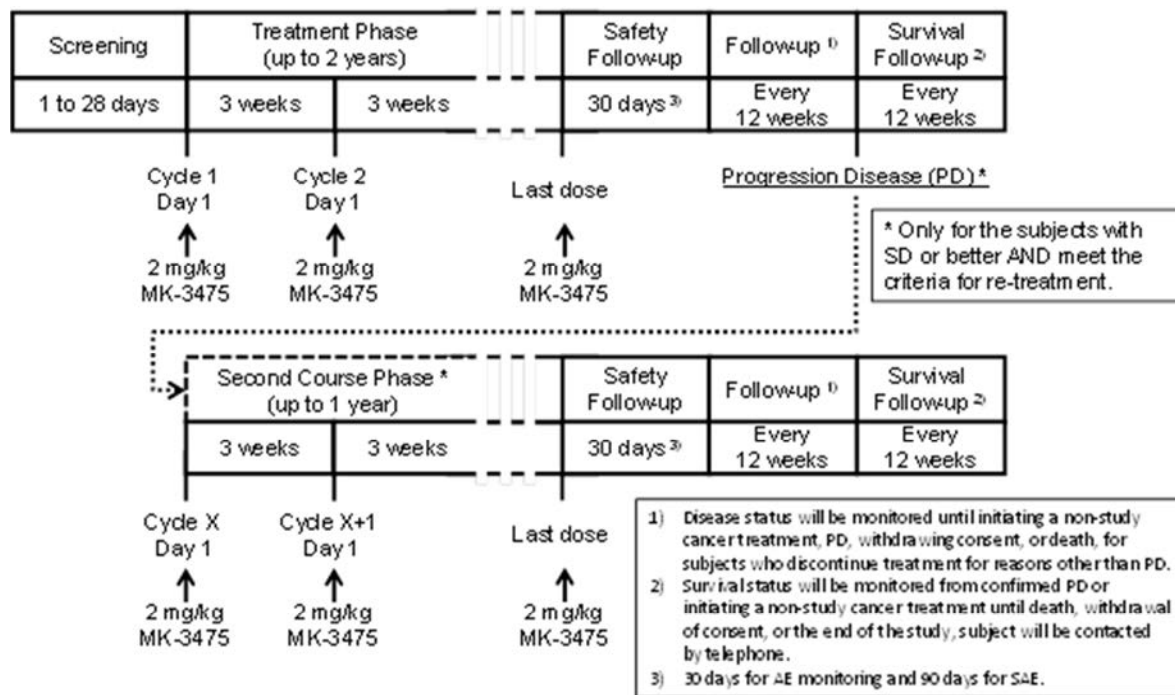 Screening
Treatment Phase
(up to 2 years)
Safety
Follow-up
Follow-up 1)
Survival
Follow-up 2)
1 to 28 days
3 weeks
3 weeks
30 days 3)
Every
12 weeks
Every
12 weeks
Cycle 1
Day 1
Cycle 2
Day 1
Last dose
Progression Disease (PD) *
2 mg/kg
MK-3475
2 mg/kg
MK-3475
2 mg/kg
MK-3475
* Only for the subjects with
SD or better AND meet the
criteria for re-treatment.
Second Course Phase *
(up to 1 year)
Safety
Follow-up
Follow-up 1)
Survival
Follow-up 2)
3 weeks
3 weeks
30 days 3)
Every
12 weeks
Every
12 weeks
Cycle X
Day 1
Cycle X+1
Day 1
Last dose
2 mg/kg
MK-3475
2 mg/kg
MK-3475
2 mg/kg
MK-3475
1) Disease status will be monitored until initiating a non-study
cancer treatment, PD, withdrawing consent, or death, for
subjects who discontinue treatment for reasons other than PD.
2) Survival status will be monitored from confirmed PD or
initiating a non-study cancer treatment until death, withdrawal
of consent, or the end of the study, subject will be contacted
by telephone.
3) 30 days for AE monitoring and 90 days for SAE.